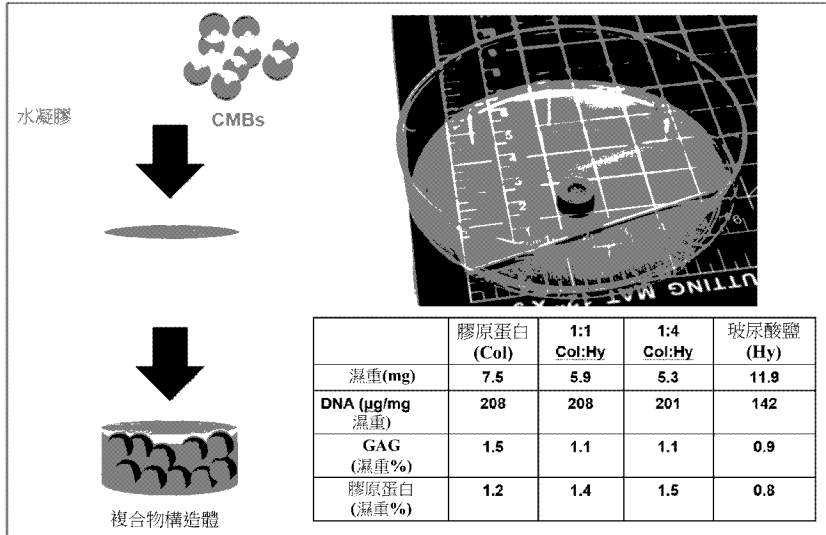 CMBs
水凝膠
複合物構造體
UTTING MAT
膠原蛋白 (Col) 1:1 Col:Hy 1:4 Col:Hy 玻尿酸鹽 (Hy)
濕重(mg) 7.5 5.9 5.3 11.9
DNA (µg/mg 濕重) 208 208 201 142
GAG (濕重%) 1.5 1.1 1.1 0.9
膠原蛋白 (濕重%) 1.2 1.4 1.5 0.8